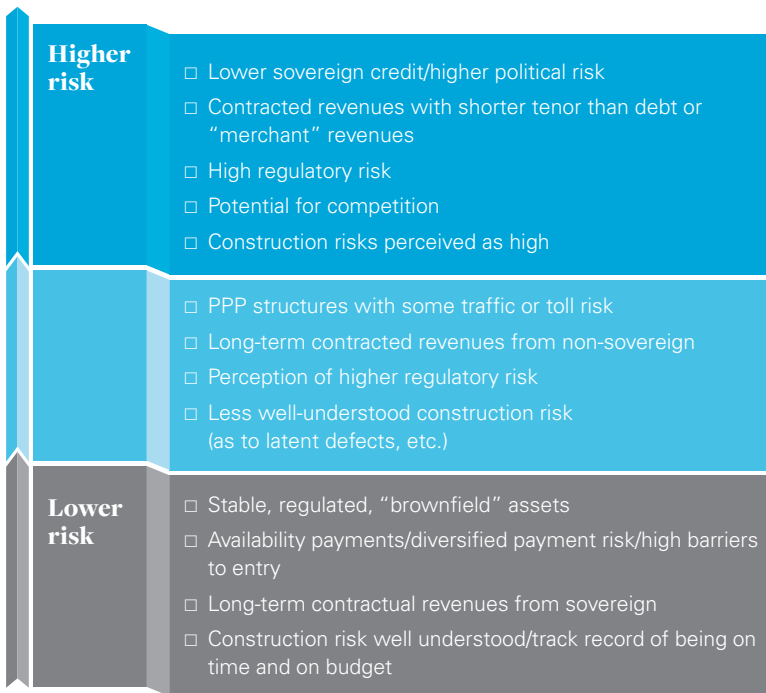 Higher
risk
□ Lower sovereign credit/higher political risk
□ Contracted revenues with shorter tenor than debt or
“merchant” revenues
□ High regulatory risk
□ Potential for competition
□ Construction risks perceived as high
□ PPP structures with some traffic or toll risk
□ Long-term contracted revenues from non-sovereign
□ Perception of higher regulatory risk
□ Less well-understood construction risk
(as to latent defects, etc.)
Lower
risk
□ Stable, regulated, “brownfield” assets
□ Availability payments/diversified payment risk/high barriers
to entry
□ Long-term contractual revenues from sovereign
□ Construction risk well understood/track record of being on
time and on budget